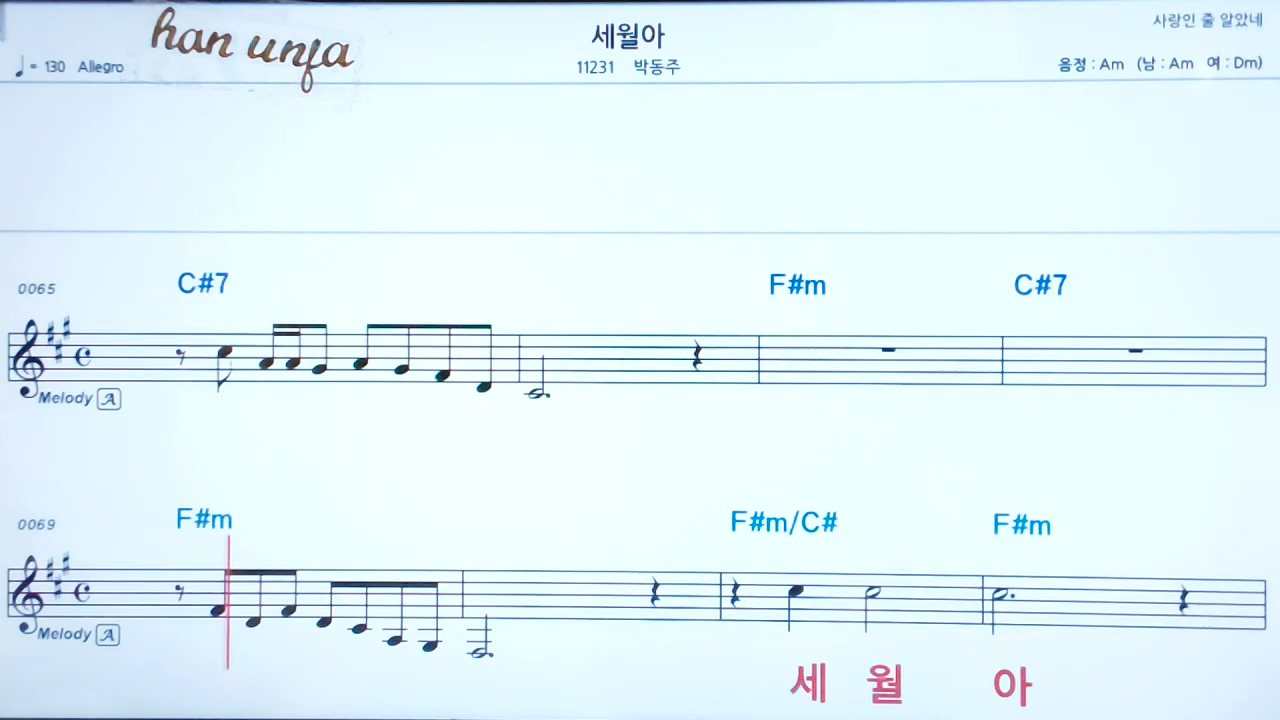 han unfa
세월아
사랑인 줄 알았네
♩= 130 Allegro
11231 박동주
음정 : Am (남 : Am 여 : Dm)
0065
C#7 F#m C#7
Melody A
0069
F#m F#m/C# F#m
Melody A
세 월 아